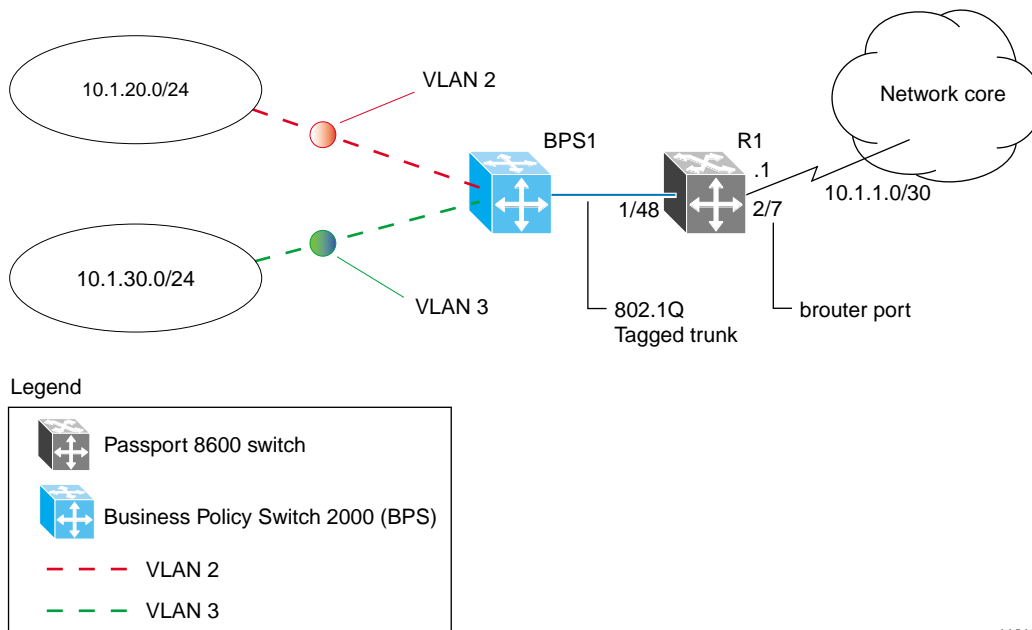 10.1.20.0/24
VLAN 2
Network core
BPS1
R1
.1
10.1.1.0/30
1/48
2/7
10.1.30.0/24
VLAN 3
802.1Q
Tagged trunk
brouter port
Legend
Passport 8600 switch
Business Policy Switch 2000 (BPS)
VLAN 2
VLAN 3